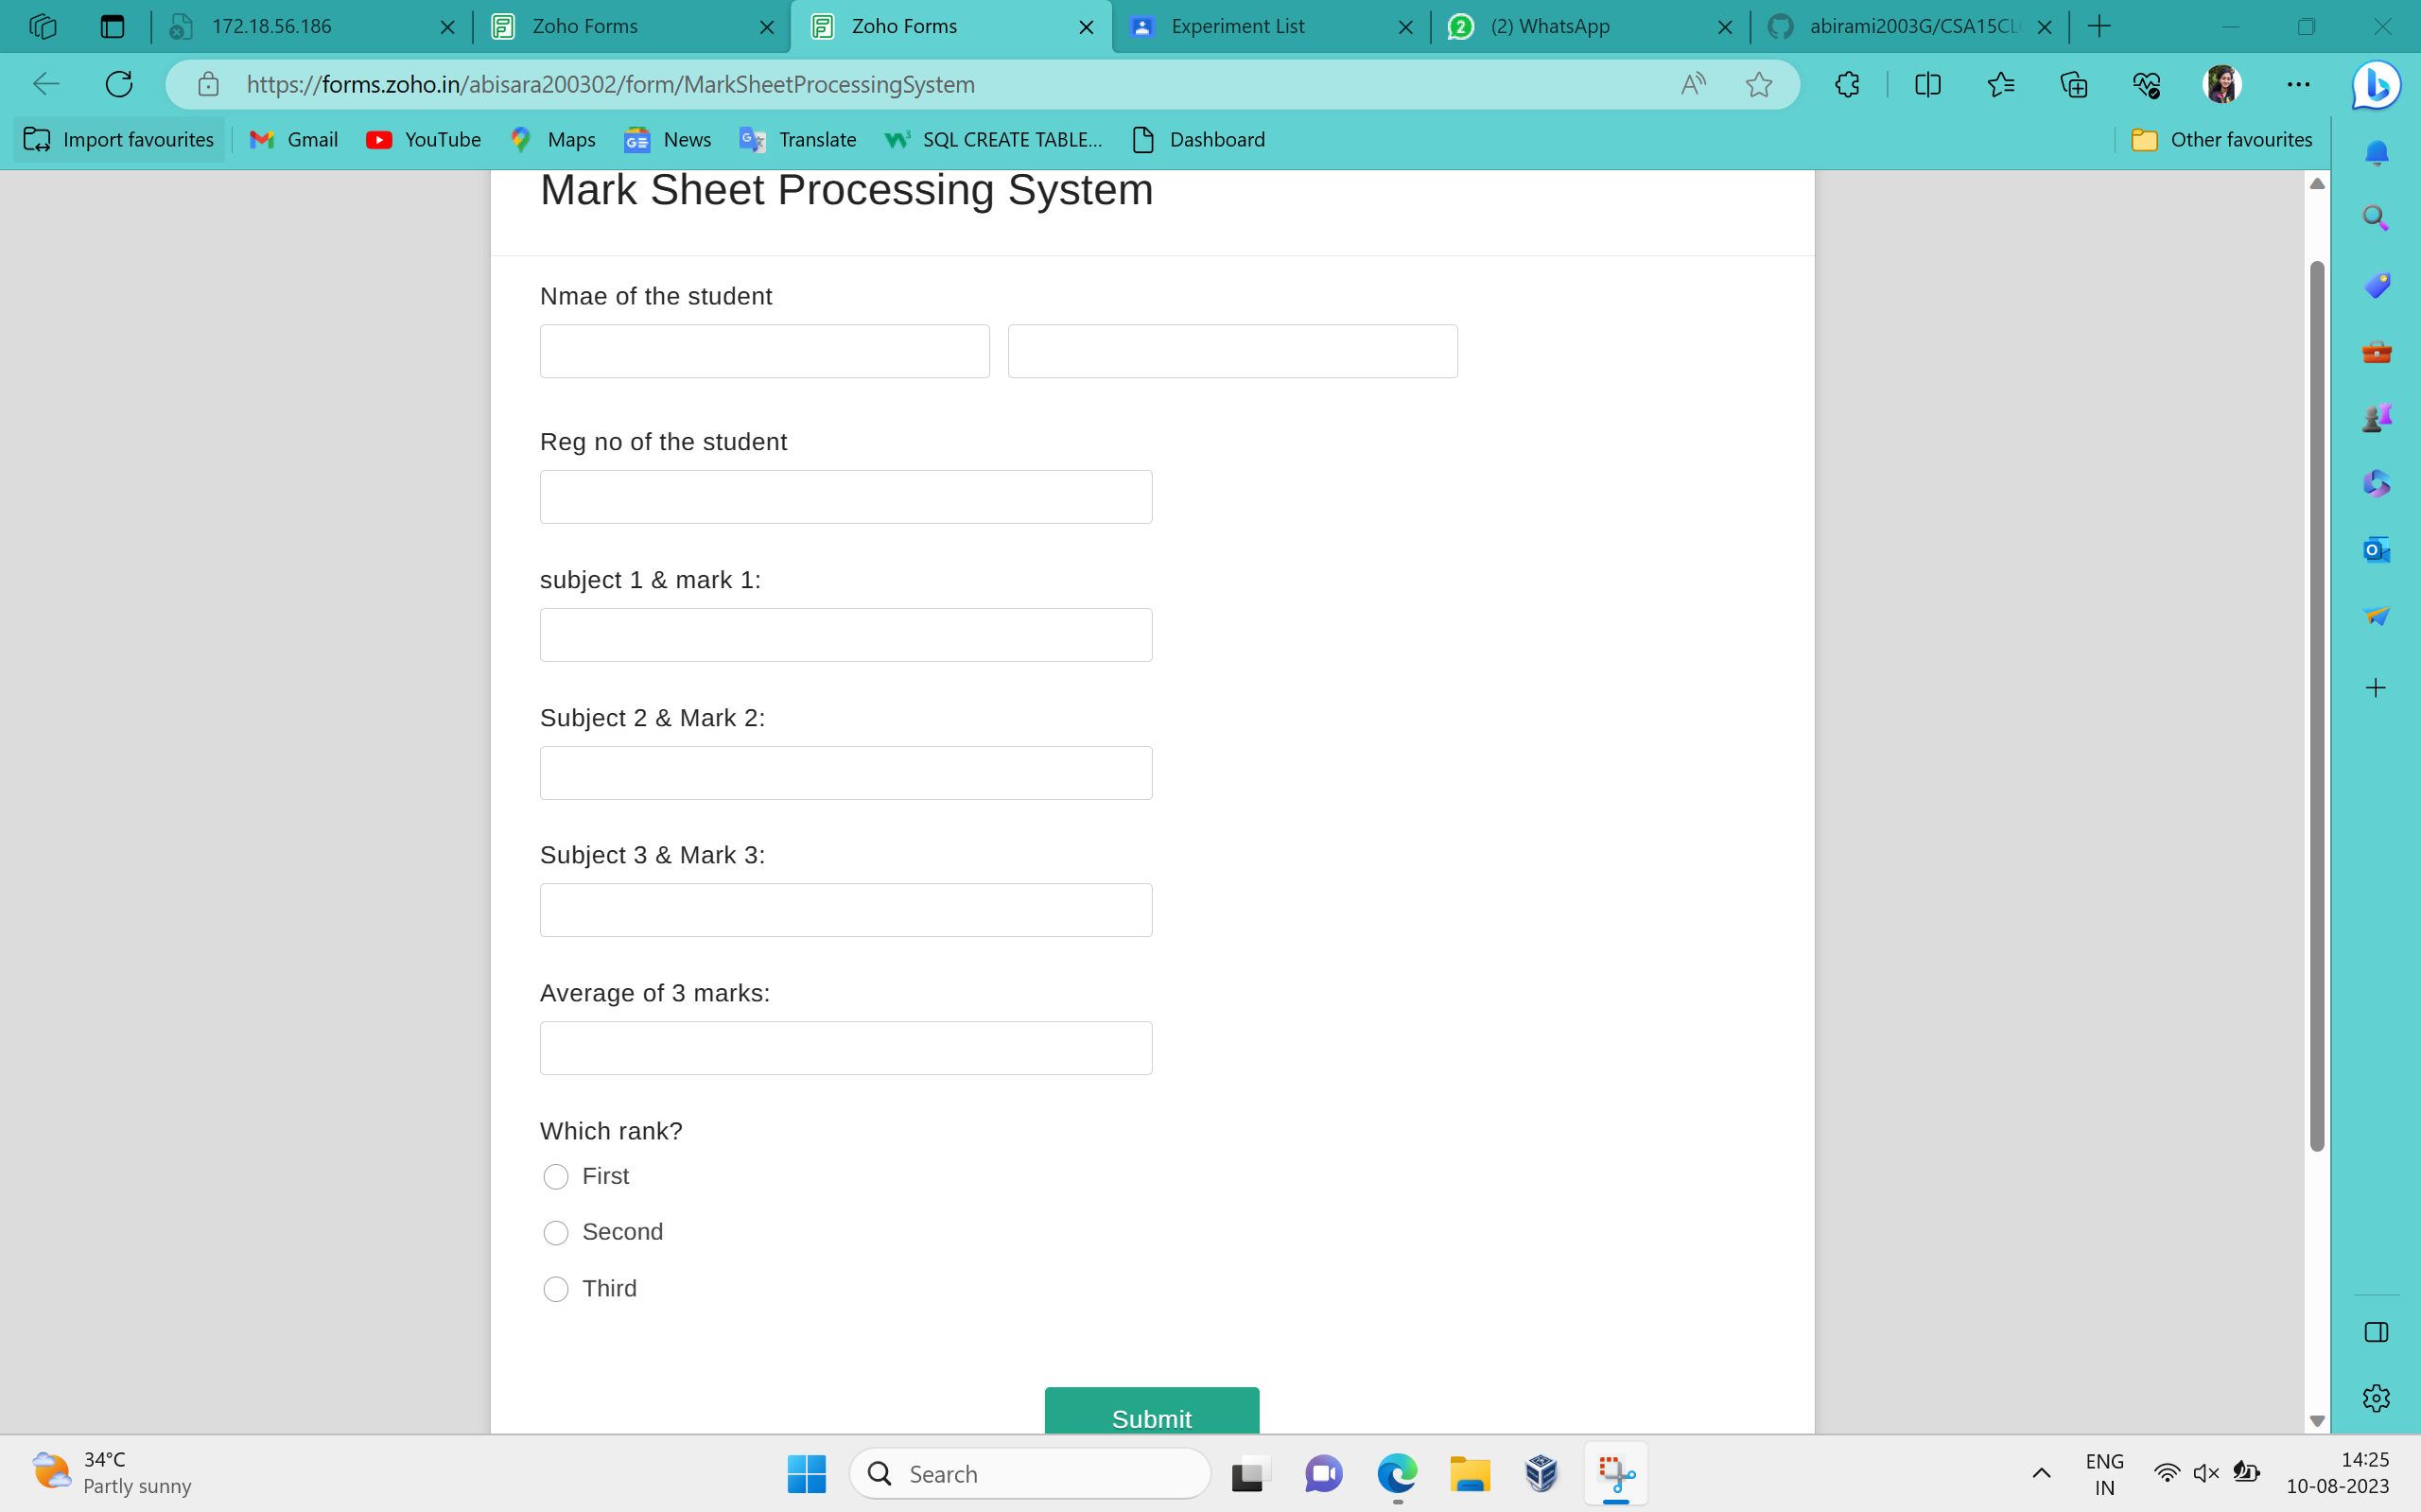 172.18.56.186
Zoho Forms
Zoho Forms
Experiment List
2
(2) WhatsApp
abirami2003G/CSA15CL
https://forms.zoho.in/abisara200302/form/MarkSheetProcessingSystem
Import favourites
Gmail
YouTube
Maps
News
Translate
SQL CREATE TABLE...
Dashboard
Other favourites
Mark Sheet Processing System
Nmae of the student
Reg no of the student
subject 1 & mark 1:
Subject 2 & Mark 2:
Subject 3 & Mark 3:
Average of 3 marks:
Which rank?
First
Second
Third
Submit
34°C
Partly sunny
Search
ENG
IN
14:25
10-08-2023